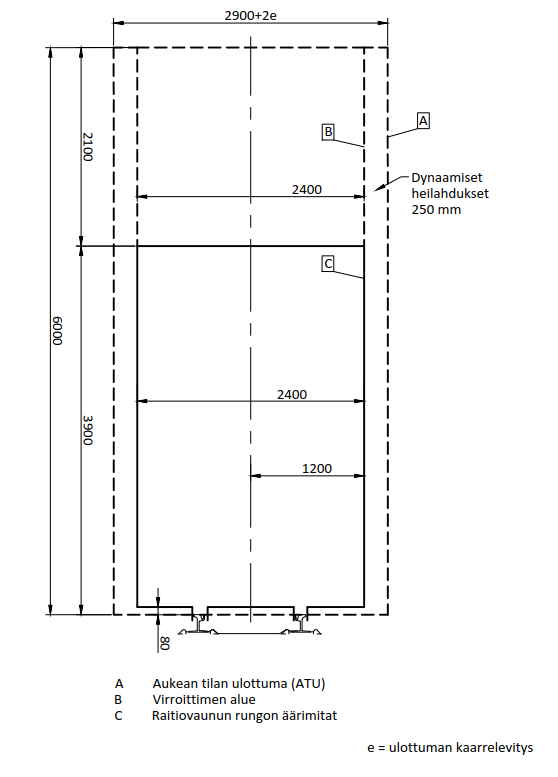 2900+2e
A
B
2100
Dynaamiset
heilahdukset
250 mm
2400
C
6000
2400
3900
1200
80
A Aukean tilan ulottuma (ATU)
B Virroittimen alue
C Raitiovaunun rungon äärimitat
e = ulottuman kaarrelevitys